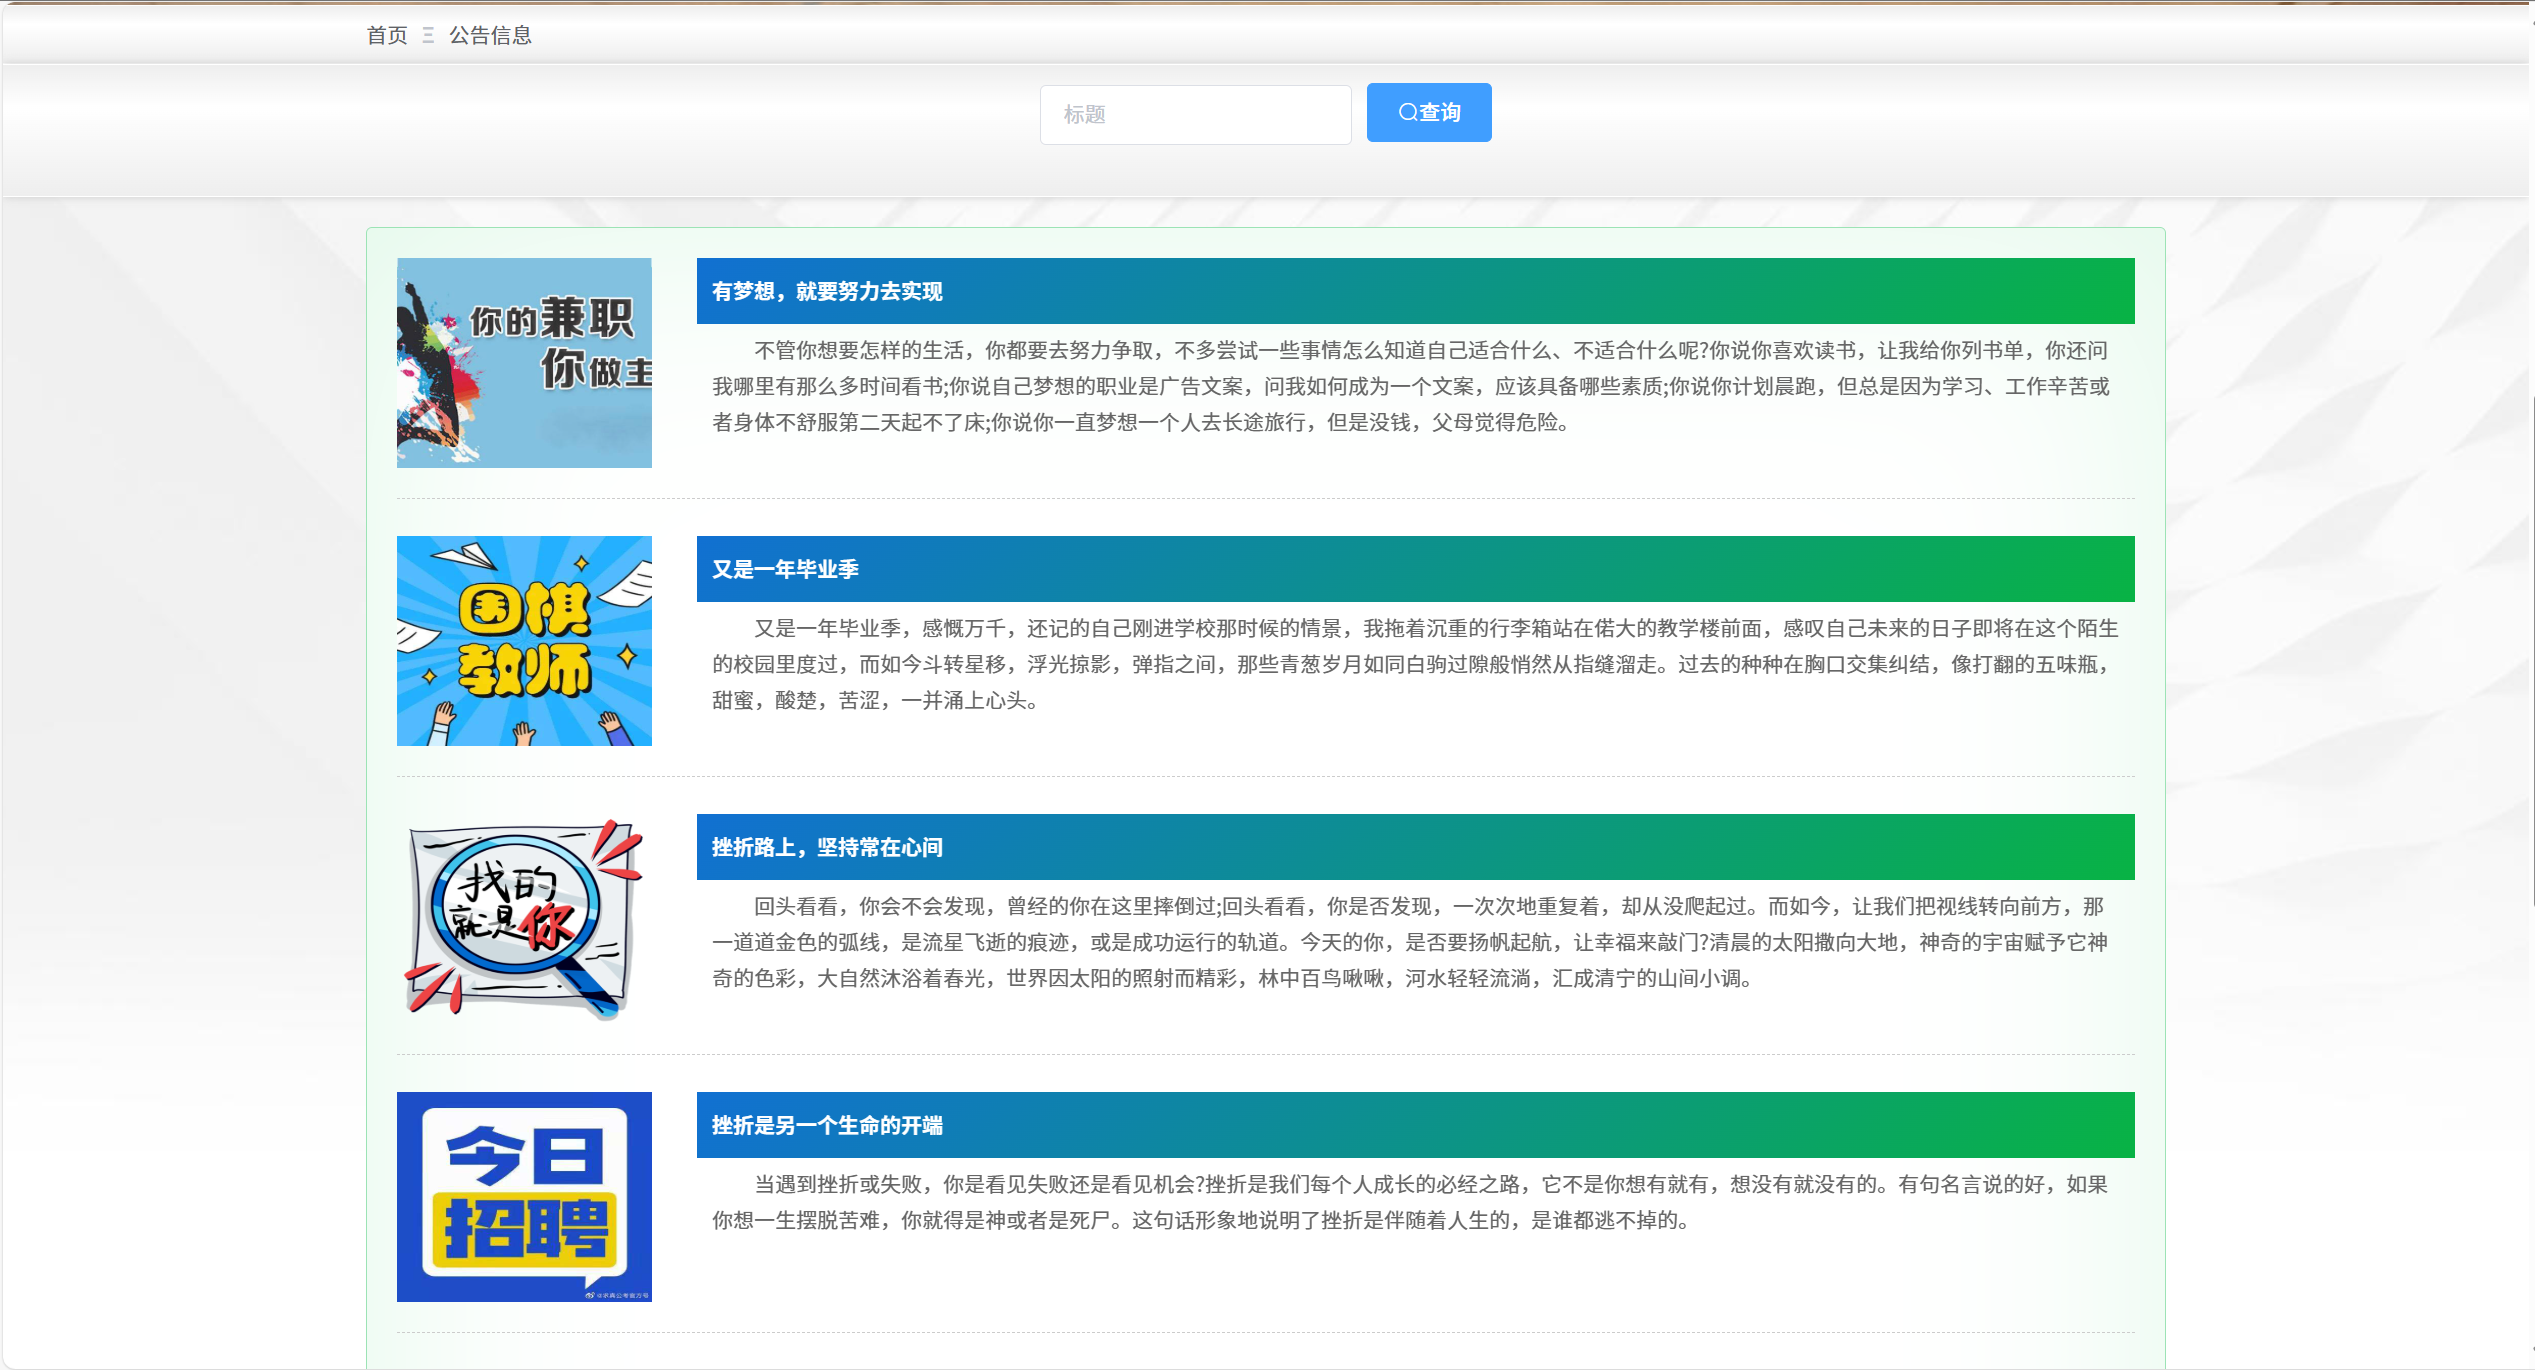 首页 Ξ 公告信息
标题
查询
你的兼职
你做主
有梦想，就要努力去实现
不管你想要怎样的生活，你都要去努力争取，不多尝试一些事情怎么知道自己适合什么、不适合什么呢?你说你喜欢读书，让我给你列书单，你还问
我哪里有那么多时间看书;你说自己梦想的职业是广告文案，问我如何成为一个文案，应该具备哪些素质;你说你计划晨跑，但总是因为学习、工作辛苦或
者身体不舒服第二天起不了床;你说你一直梦想一个人去长途旅行，但是没钱，父母觉得危险。
围棋
教师
又是一年毕业季
又是一年毕业季，感慨万千，还记的自己刚进学校那时候的情景，我拖着沉重的行李箱站在偌大的教学楼前面，感叹自己未来的日子即将在这个陌生
的校园里度过，而如今斗转星移，浮光掠影，弹指之间，那些青葱岁月如同白驹过隙般悄然从指缝溜走。过去的种种在胸口交集纠结，像打翻的五味瓶，
甜蜜，酸楚，苦涩，一并涌上心头。
找的
就是你
挫折路上，坚持常在心间
回头看看，你会不会发现，曾经的你在这里摔倒过;回头看看，你是否发现，一次次地重复着，却从没爬起过。而如今，让我们把视线转向前方，那
一道道金色的弧线，是流星飞逝的痕迹，或是成功运行的轨道。今天的你，是否要扬帆起航，让幸福来敲门?清晨的太阳撒向大地，神奇的宇宙赋予它神
奇的色彩，大自然沐浴着春光，世界因太阳的照射而精彩，林中百鸟啾啾，河水轻轻流淌，汇成清宁的山间小调。
今日
招聘
@求真公考官方号
挫折是另一个生命的开端
当遇到挫折或失败，你是看见失败还是看见机会?挫折是我们每个人成长的必经之路，它不是你想有就有，想没有就没有的。有句名言说的好，如果
你想一生摆脱苦难，你就得是神或者是死尸。这句话形象地说明了挫折是伴随着人生的，是谁都逃不掉的。